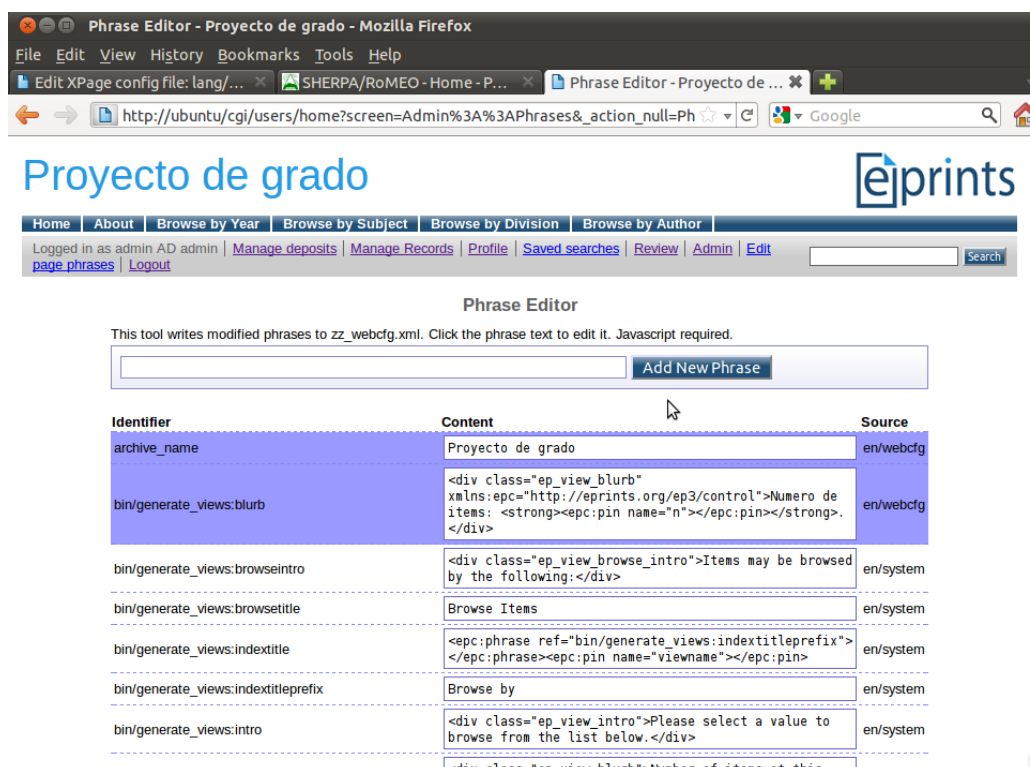 Phrase Editor - Proyecto de grado - Mozilla Firefox
File Edit View History Bookmarks Tools Help
Edit XPage config file: lang/... SHERPA/RoMEO - Home - P... Phrase Editor - Proyecto de ...
http://ubuntu/cgi/users/home?screen=Admin%3A%3APhrases&_action_null=Ph Google
Proyecto de grado
eprints
Home About Browse by Year Browse by Subject Browse by Division Browse by Author
Logged in as admin AD admin | Manage deposits | Manage Records | Profile | Saved searches | Review | Admin | Edit
page phrases | Logout
Search
Phrase Editor
This tool writes modified phrases to zz_webcfg.xml. Click the phrase text to edit it. Javascript required.
Add New Phrase
Identifier Content Source
archive_name Proyecto de grado en/webcfg
<div class="ep_view_blurb"
xmlns:epc="http://eprints.org/ep3/control">Numero de
bin/generate_views:blurb items: <strong><epc:pin name="n"></epc:pin></strong>. en/webcfg
</div>
<div class="ep_view_browse_intro">Items may be browsed
bin/generate_views:browseintro by the following:</div> en/system
bin/generate_views:browsetitle Browse Items en/system
<epc:phrase ref="bin/generate_views:indextitleprefix">
bin/generate_views:indextitle </epc:phrase><epc:pin name="viewname"></epc:pin> en/system
bin/generate_views:indextitleprefix Browse by en/system
<div class="ep_view_intro">Please select a value to
bin/generate_views:intro browse from the list below.</div> en/system
<div class="ep_view_blurb">Number of items at this